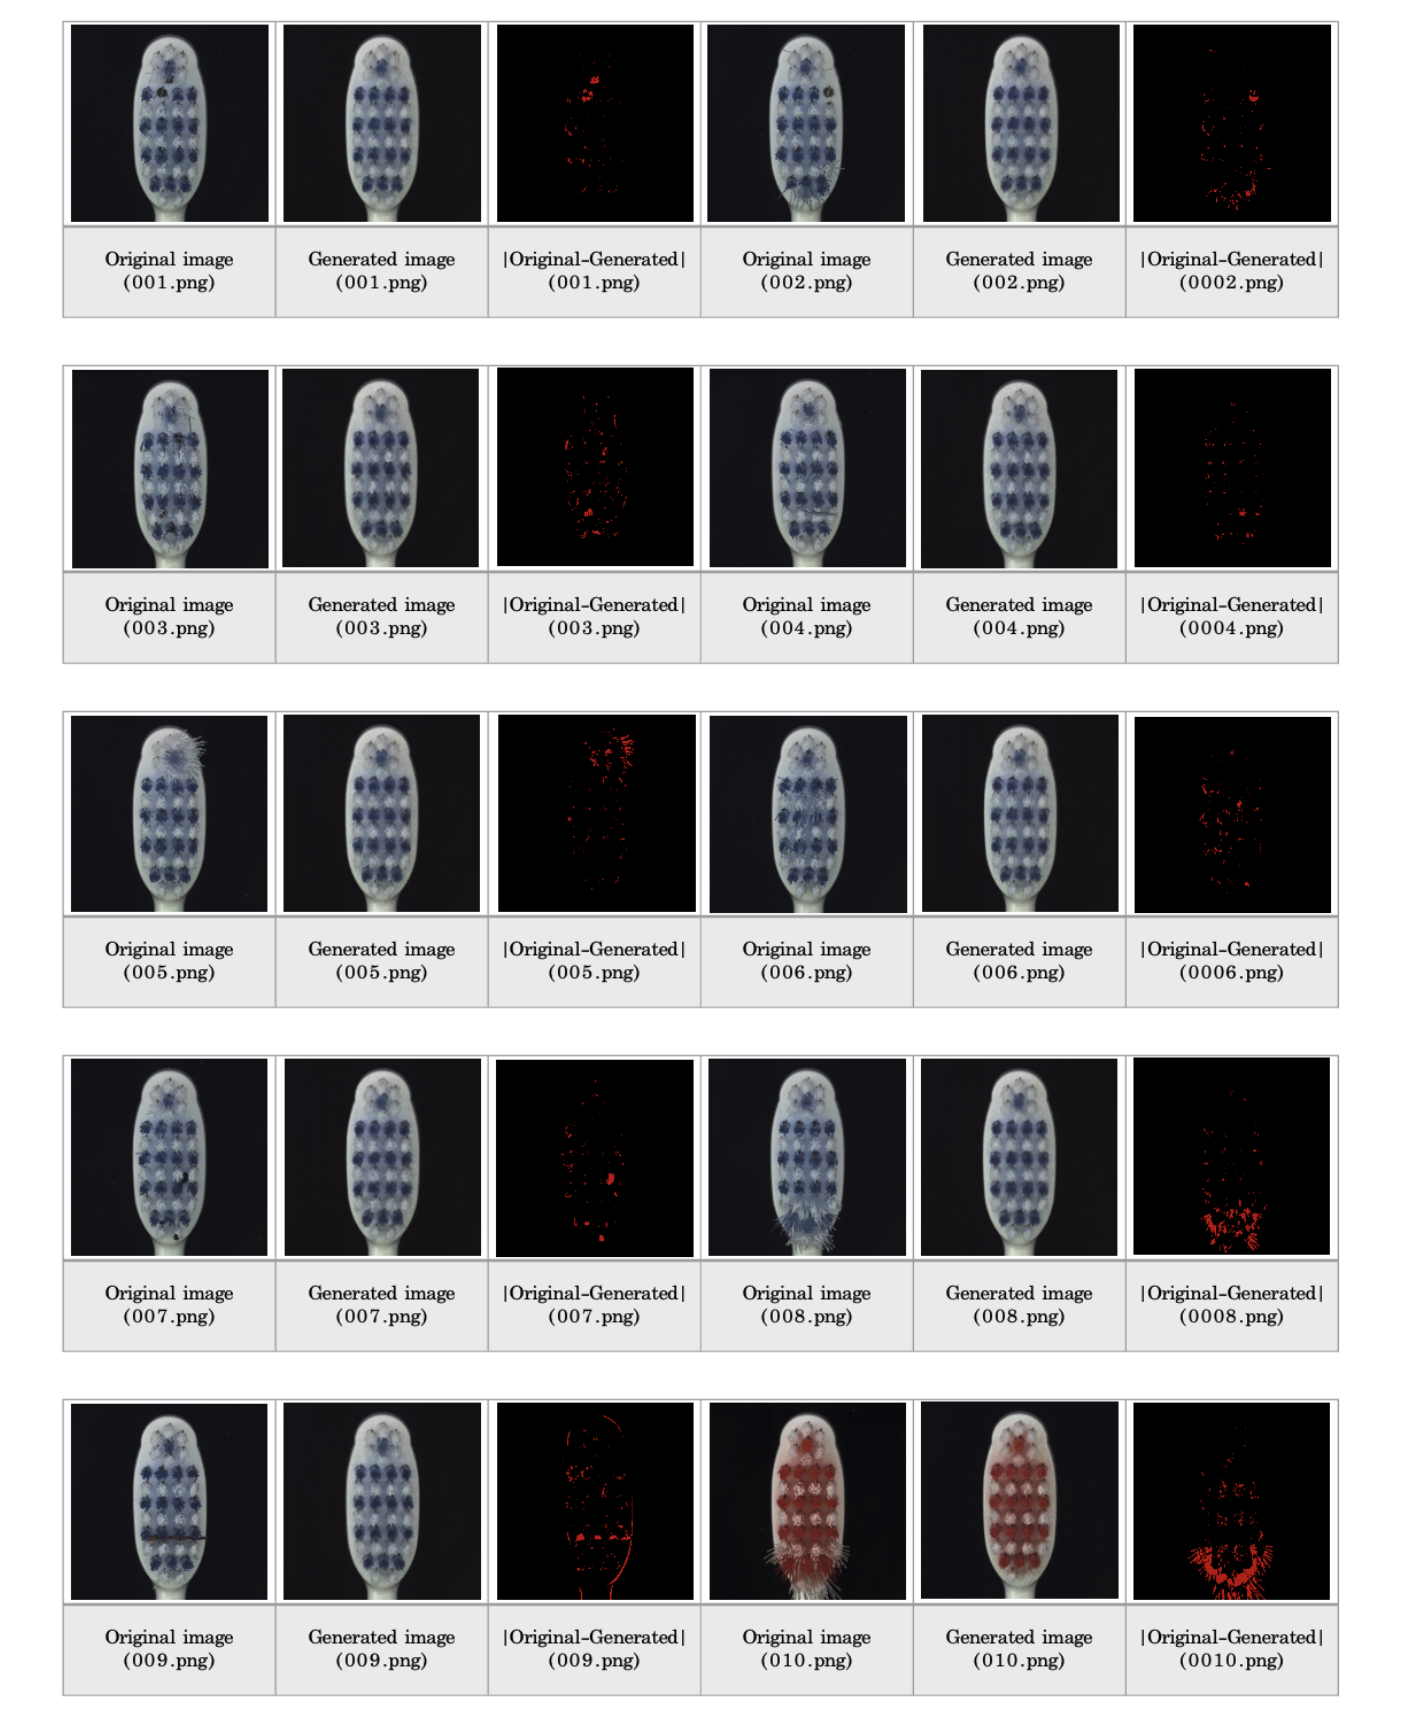 Original image
(001.png)
Generated image
(001.png)
|Original-Generated|
(001.png)
Original image
(002.png)
Generated image
(002.png)
|Original-Generated|
(0002.png)
Original image
(003.png)
Generated image
(003.png)
|Original-Generated|
(003.png)
Original image
(004.png)
Generated image
(004.png)
|Original-Generated|
(0004.png)
Original image
(005.png)
Generated image
(005.png)
|Original-Generated|
(005.png)
Original image
(006.png)
Generated image
(006.png)
|Original-Generated|
(0006.png)
Original image
(007.png)
Generated image
(007.png)
|Original-Generated|
(007.png)
Original image
(008.png)
Generated image
(008.png)
|Original-Generated|
(0008.png)
Original image
(009.png)
Generated image
(009.png)
|Original-Generated|
(009.png)
Original image
(010.png)
Generated image
(010.png)
|Original-Generated|
(0010.png)